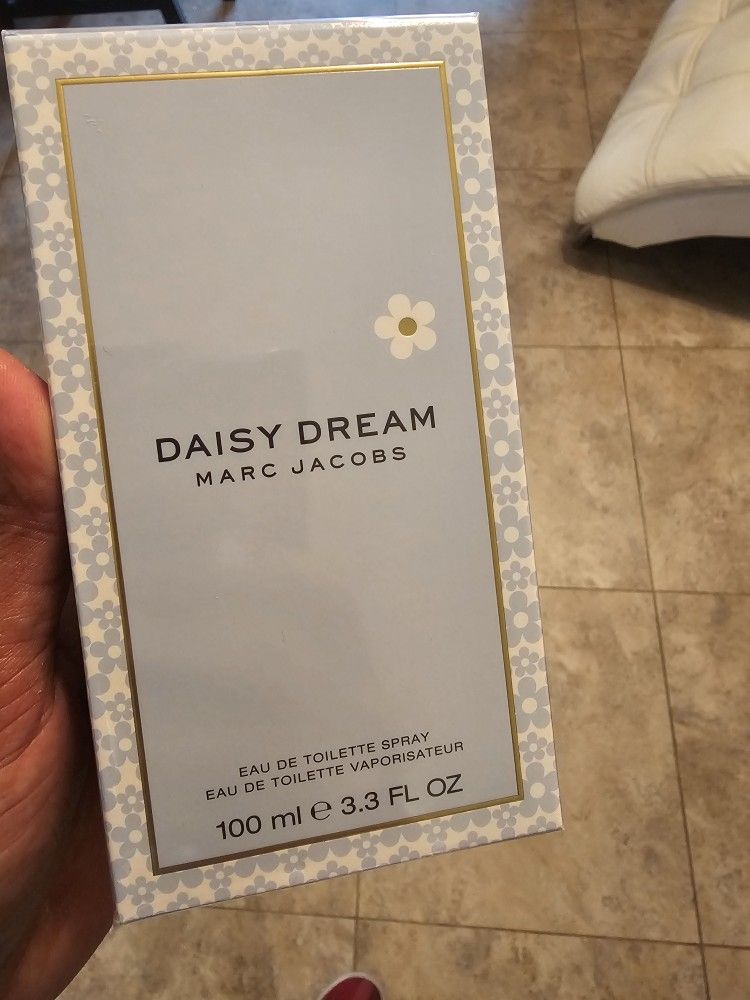 DAISY DREAM
MARC JACOBS
EAU DE TOILETTE SPRAY
EAU DE TOILETTE VAPORISATEUR
100 ml ℮ 3.3 FL OZ